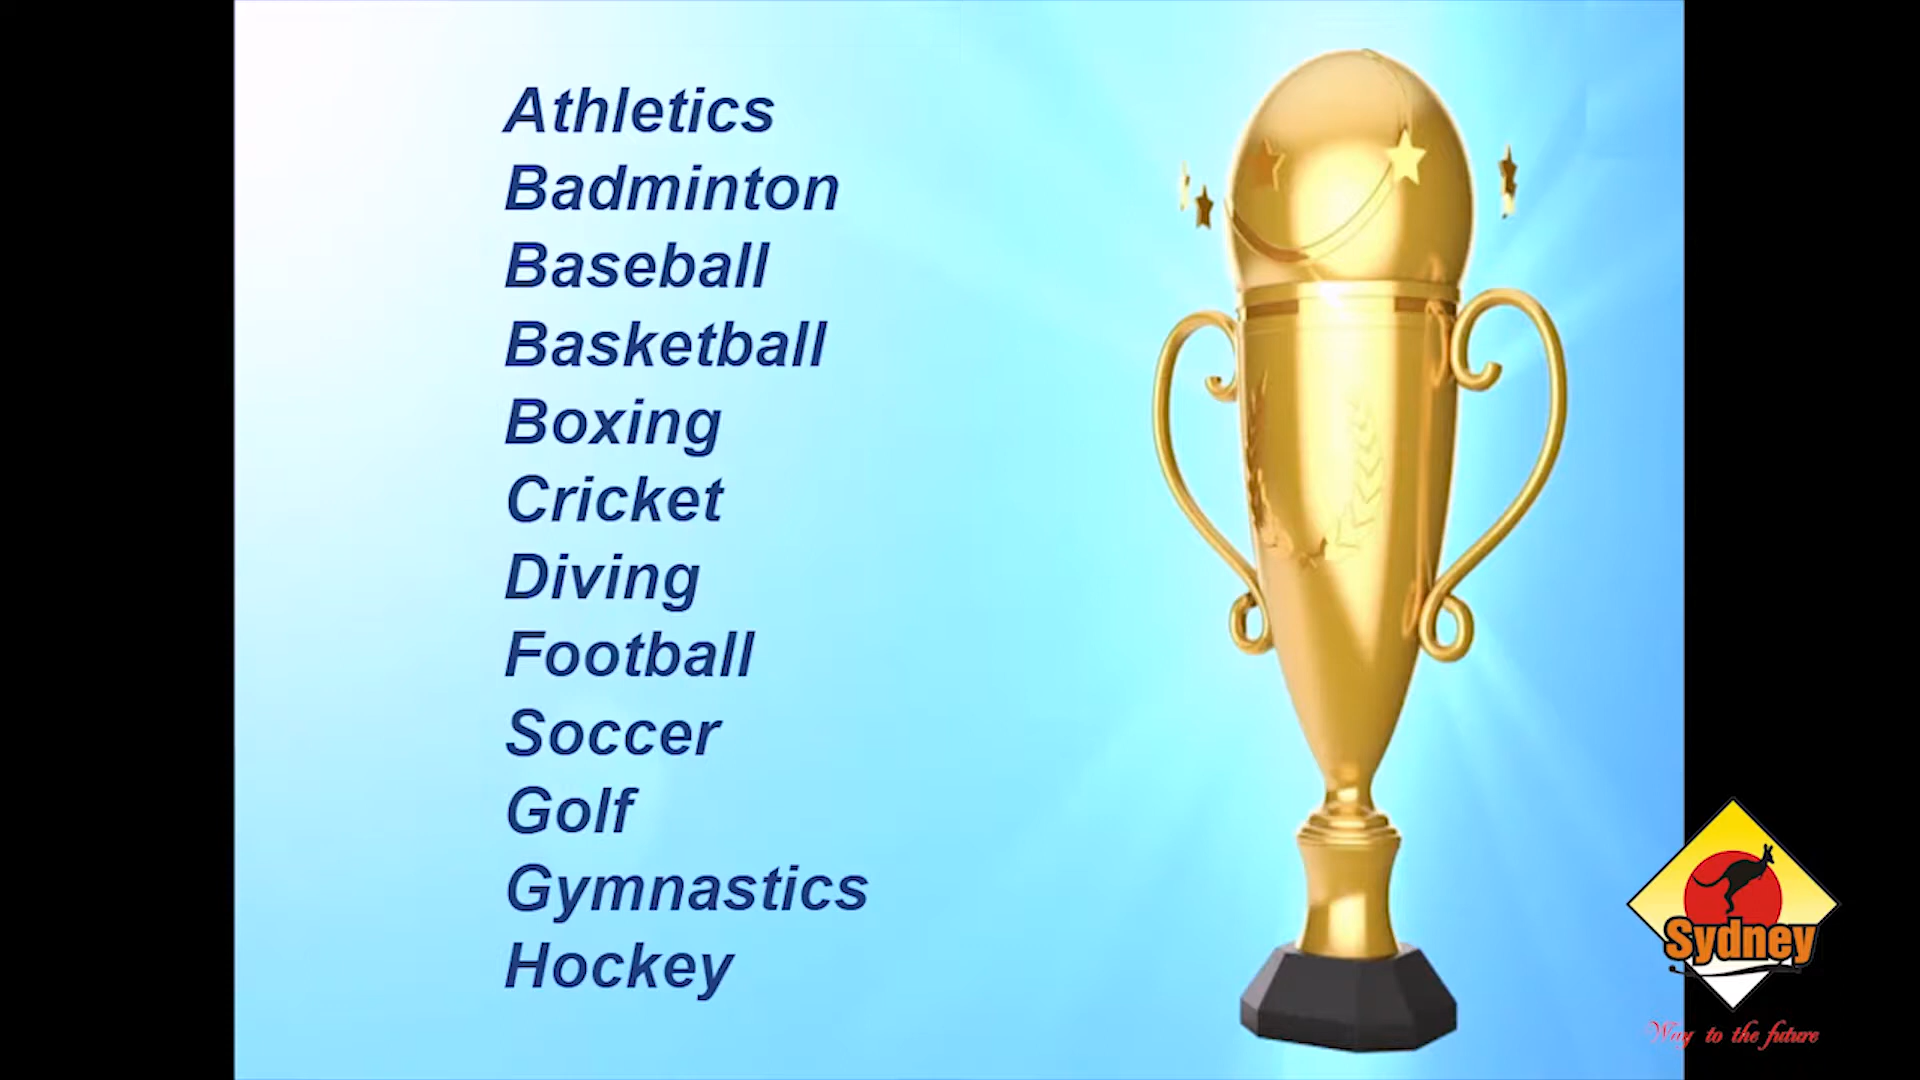 Athletics
Badminton
Baseball
Basketball
Boxing
Cricket
Diving
Football
Soccer
Golf
Gymnastics
Hockey
Sydney
Way to the future